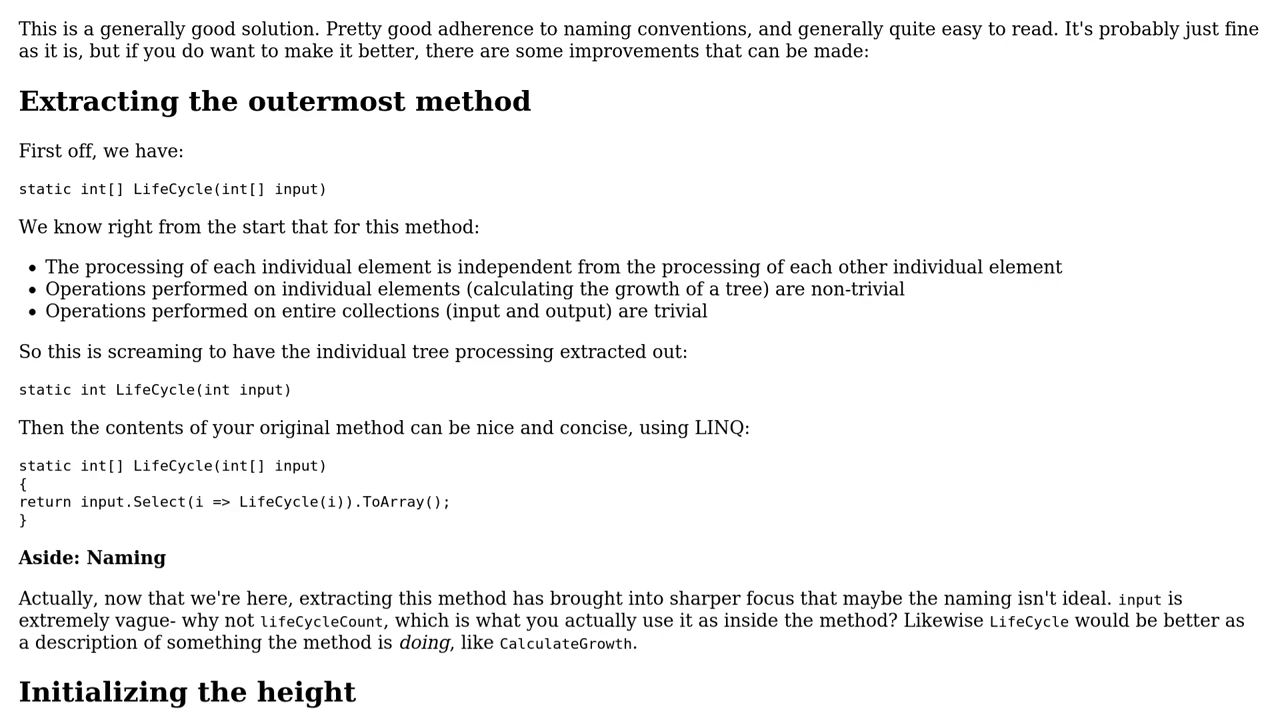 This is a generally good solution. Pretty good adherence to naming conventions, and generally quite easy to read. It's probably just fine
as it is, but if you do want to make it better, there are some improvements that can be made:
Extracting the outermost method
First off, we have:
static int[] LifeCycle(int[] input)
We know right from the start that for this method:
• The processing of each individual element is independent from the processing of each other individual element
• Operations performed on individual elements (calculating the growth of a tree) are non-trivial
• Operations performed on entire collections (input and output) are trivial
So this is screaming to have the individual tree processing extracted out:
static int LifeCycle(int input)
Then the contents of your original method can be nice and concise, using LINQ:
static int[] LifeCycle(int[] input)
{
return input.Select(i => LifeCycle(i)).ToArray();
}
Aside: Naming
Actually, now that we're here, extracting this method has brought into sharper focus that maybe the naming isn't ideal. input is
extremely vague- why not lifeCycleCount, which is what you actually use it as inside the method? Likewise LifeCycle would be better as
a description of something the method is doing, like CalculateGrowth.
Initializing the height